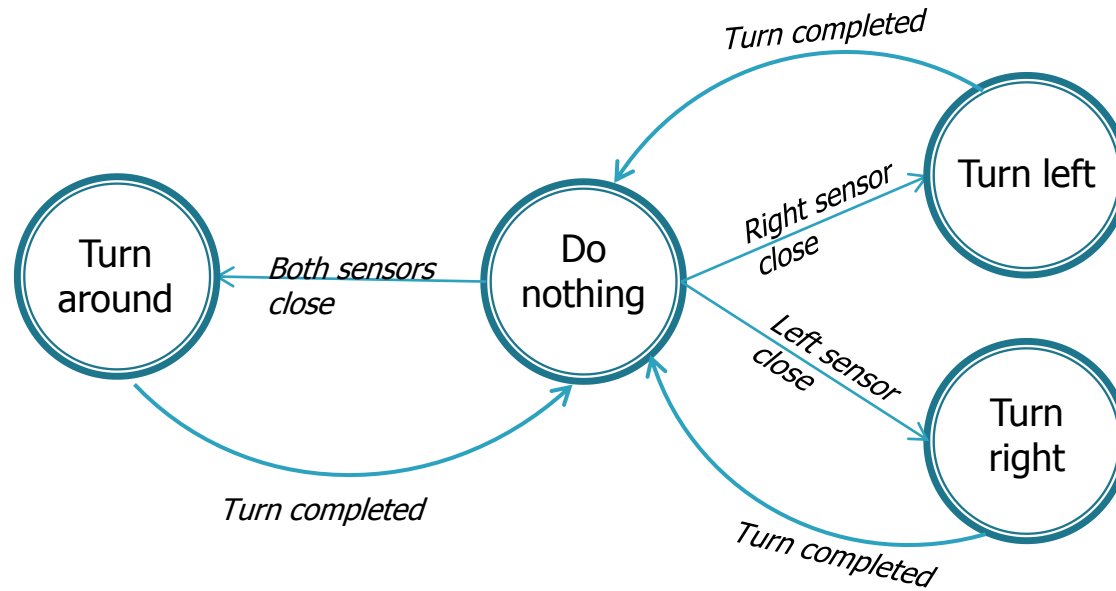 Turn completed
Turn left
Right sensor
close
Do
nothing
Turn
around
Both sensors
close
Left sensor
close
Turn
right
Turn completed
Turn completed